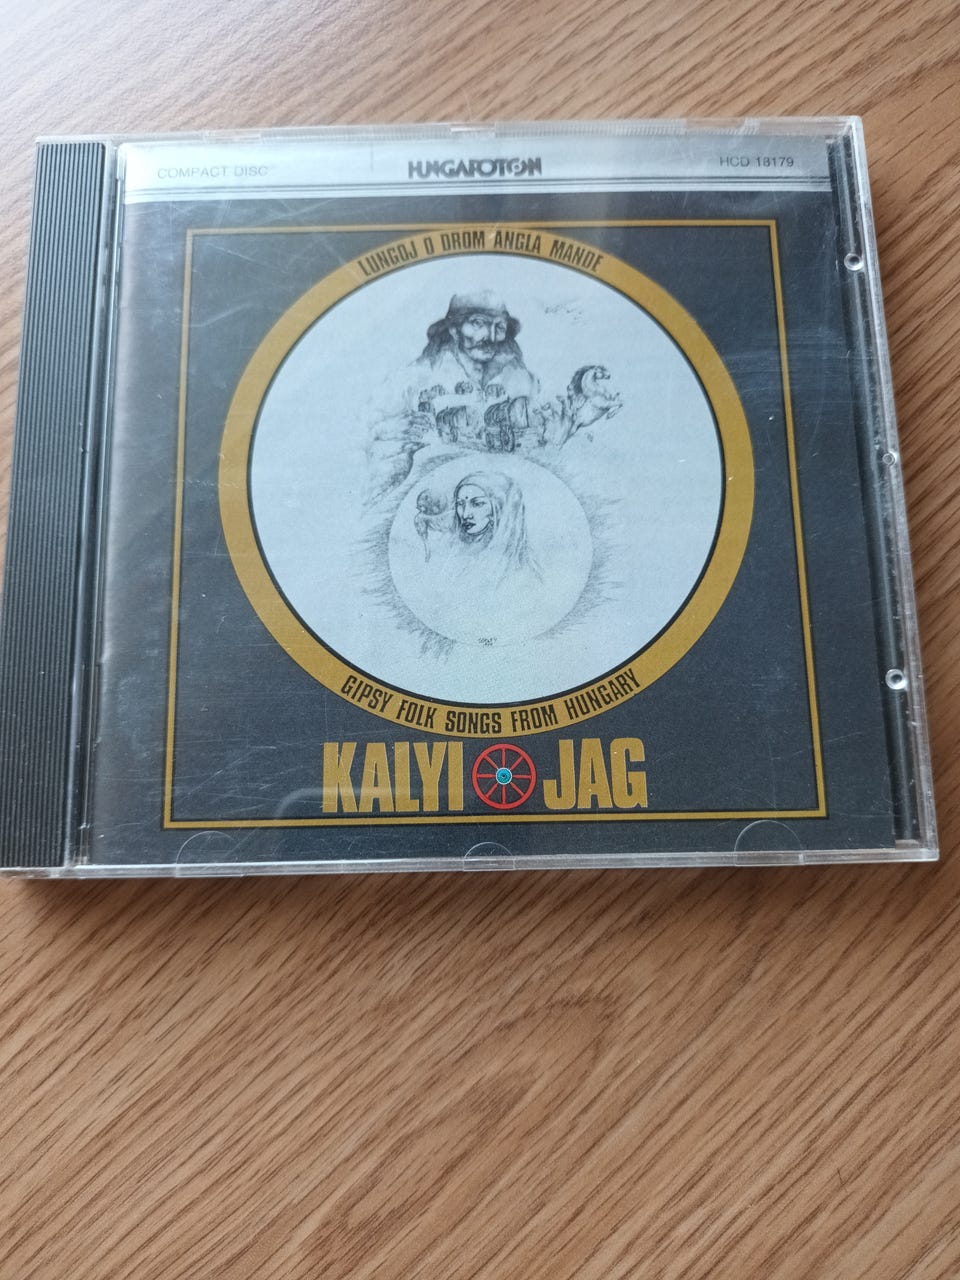 COMPACT DISC
HUNGAROTON
HCD 18179
LUNGOJ O DROM ANGLA MANDE
GIPSY FOLK SONGS FROM HUNGARY
KALYI JAG